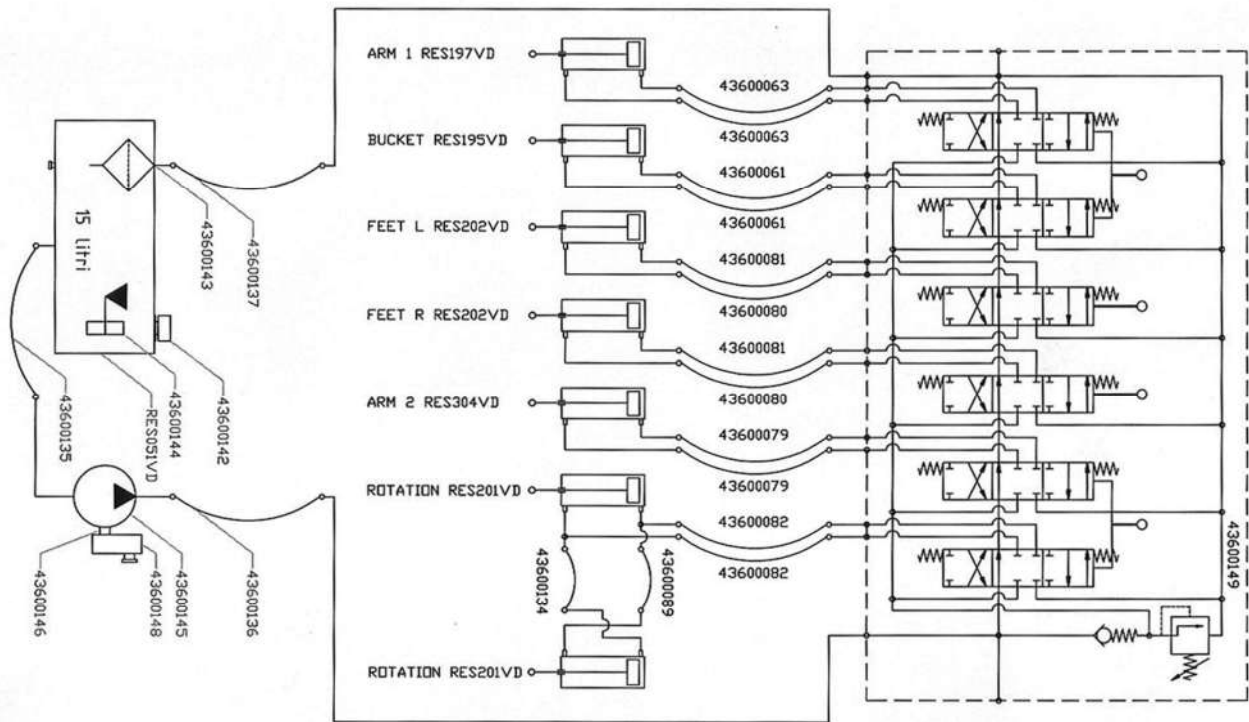 ARM 1 RES197VD
43600063
43600063
BUCKET RES195VD
43600061
43600061
FEET L RES202VD
43600081
43600080
FEET R RES202VD
43600081
43600080
ARM 2 RES304VD
43600079
43600079
ROTATION RES201VD
43600082
43600082
43600134
43600089
ROTATION RES201VD
15 litri
43600143
43600137
43600135
RES051VD
43600144
43600142
43600146
43600148
43600145
43600136
43600149